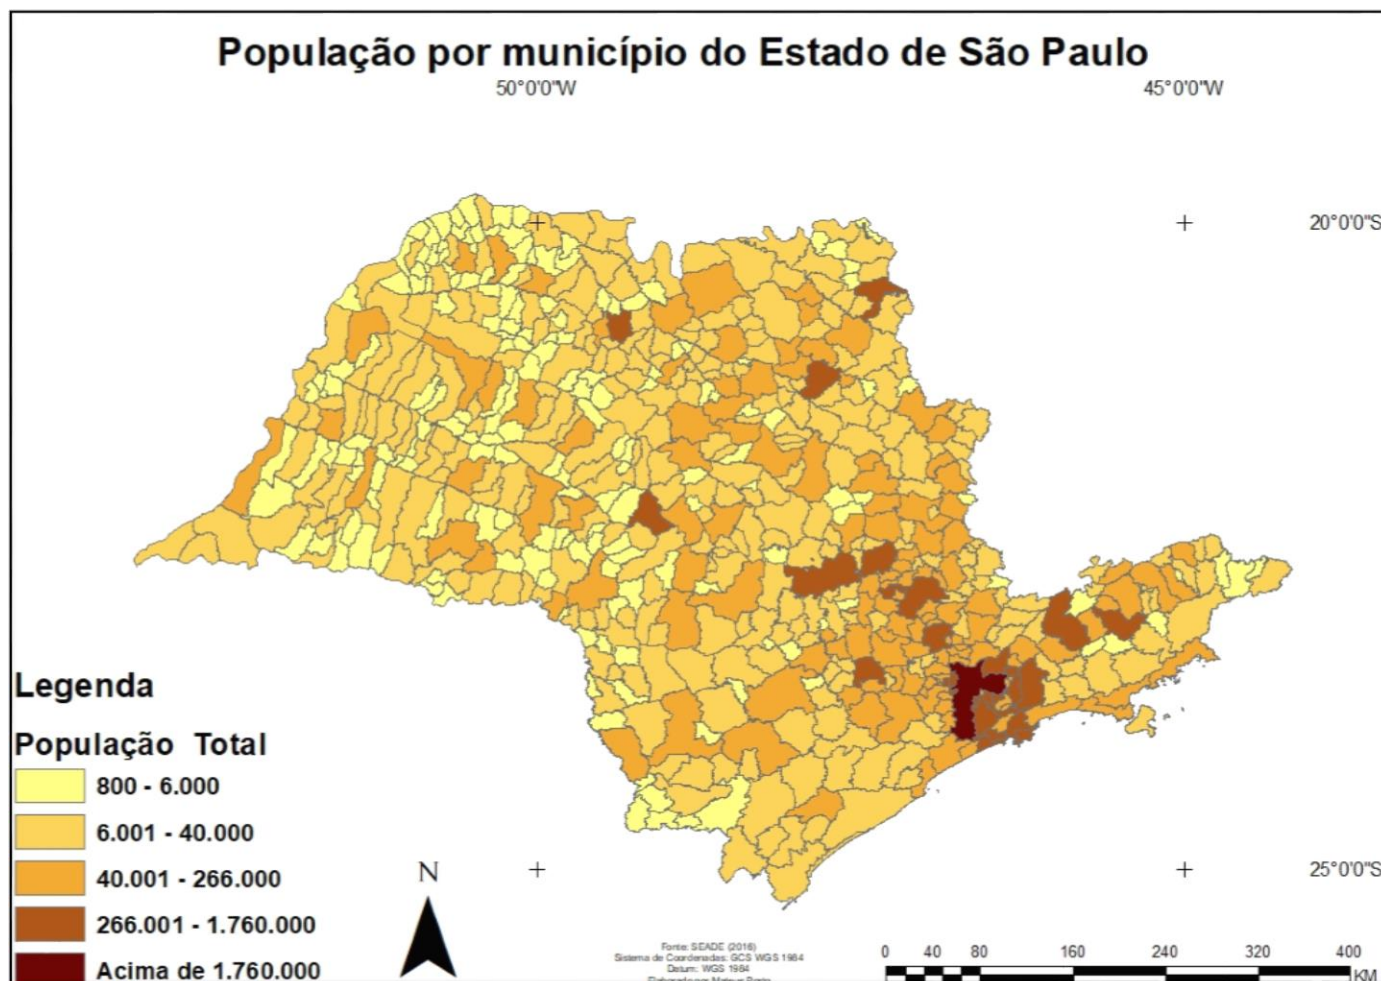 População por município do Estado de São Paulo
50°0'0"W
45°0'0"W
20°0'0"S
Legenda
População Total
800 - 6.000
6.001 - 40.000
40.001 - 266.000
266.001 - 1.760.000
Acima de 1.760.000
N
25°0'0"S
Fonte: SEADE (2016)
Sistema de Coordenadas: GCS WGS 1984
Datum: WGS 1984
Elaborado por Mateus
0 40 80 160 240 320 400
KM